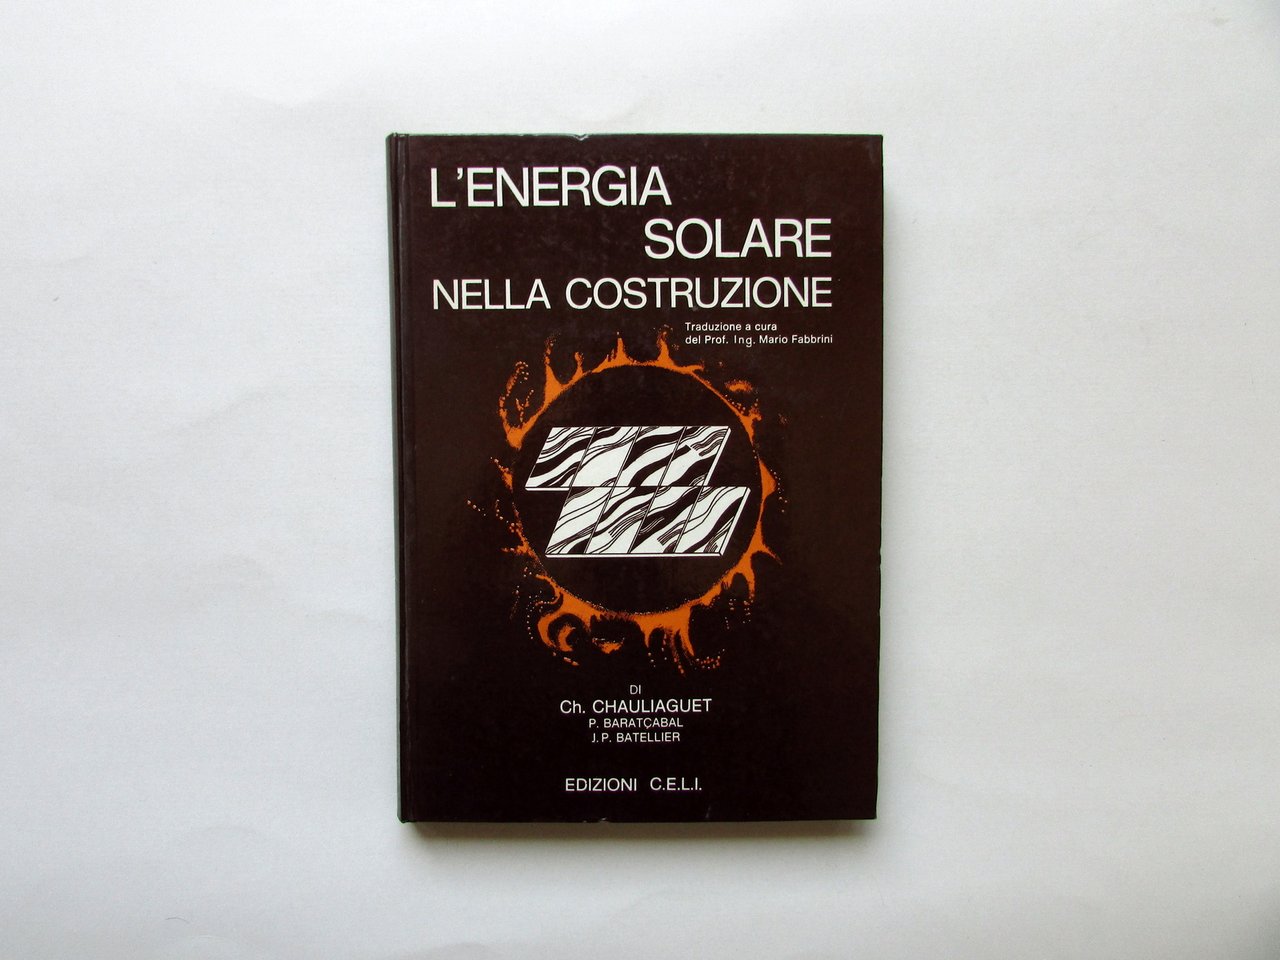 L'ENERGIA
SOLARE
NELLA COSTRUZIONE
Traduzione a cura
del Prof. Ing. Mario Fabbrini
DI
Ch. CHAULIAGUET
P. BARATÇABAL
J.P. BATELLIER
EDIZIONI C.E.L.I.